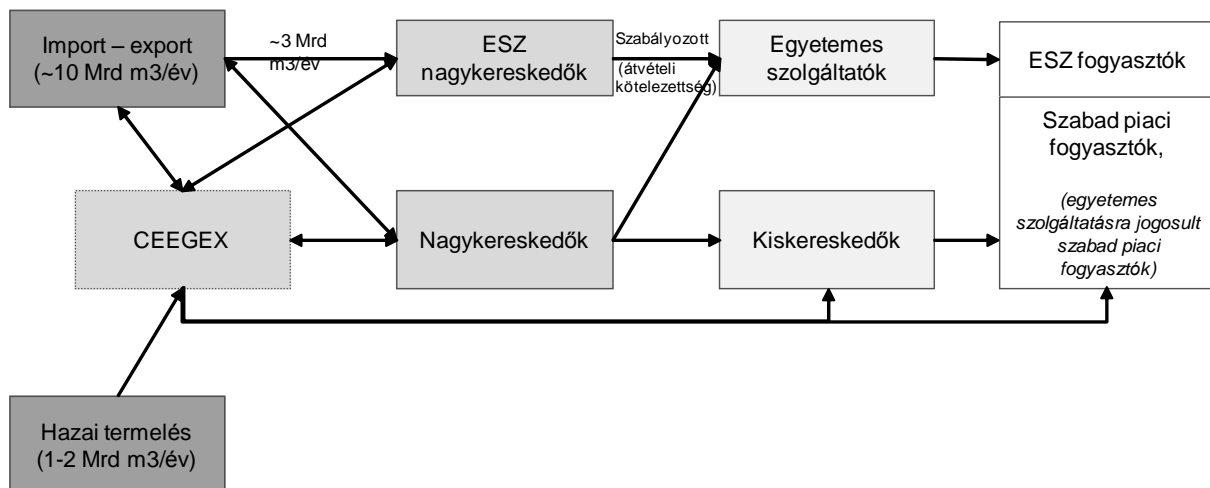 Import – export
(~10 Mrd m3/év)
~3 Mrd
m3/év
ESZ
nagykereskedők
Szabályozott
(átvételi
kötelezettség)
Egyetemes
szolgáltatók
ESZ fogyasztók
Szabad piaci
fogyasztók,
(egyetemes
szolgáltatásra jogosult
szabad piaci
fogyasztók)
CEEGEX
Nagykereskedők
Kiskereskedők
Hazai termelés
(1-2 Mrd m3/év)